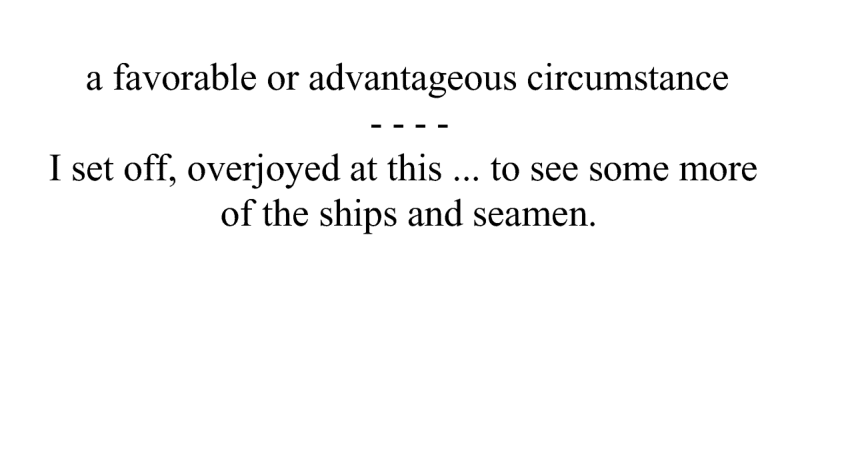 a favorable or advantageous circumstance
- - - -
I set off, overjoyed at this ... to see some more
of the ships and seamen.